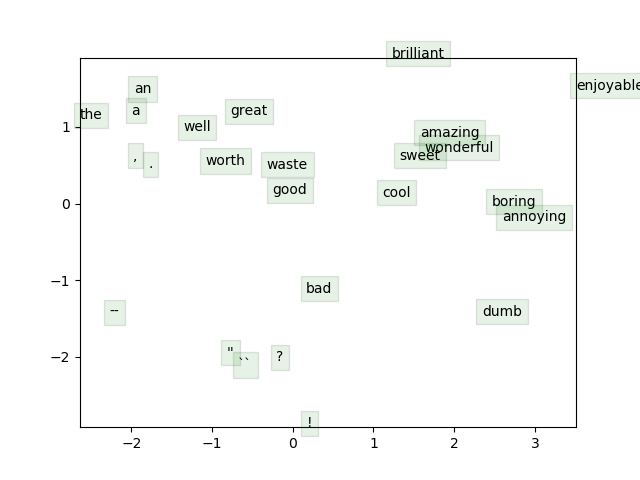 brilliant
enjoyable
an
the
a
great
1
well
amazing
wonderful
sweet
,
.
worth
waste
good
cool
0
boring
annoying
−1
bad
--
dumb
−2
"
``
?
!
−2
−1
0
1
2
3